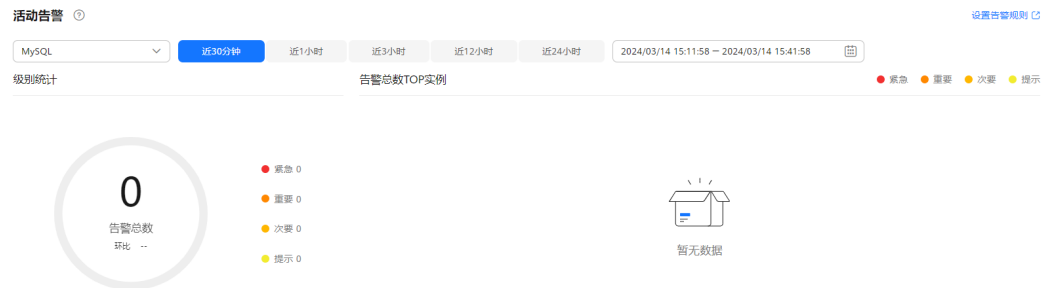 活动告警
设置告警规则
MySQL 近30分钟 近1小时 近3小时 近12小时 近24小时 2024/03/14 15:11:58 — 2024/03/14 15:41:58
级别统计 告警总数TOP实例 紧急 重要 次要 提示
0
告警总数
环比 --
紧急 0
重要 0
次要 0
提示 0
暂无数据